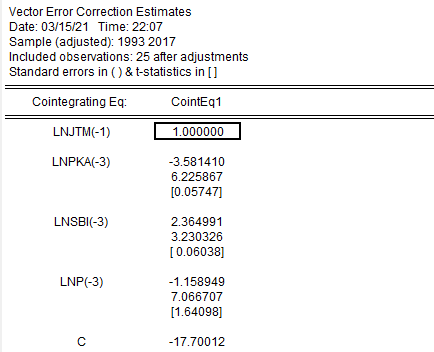 Vector Error Correction Estimates
Date: 03/15/21 Time: 22:07
Sample (adjusted): 1993 2017
Included observations: 25 after adjustments
Standard errors in ( ) & t-statistics in [ ]
Cointegrating Eq: CointEq1
LNJTM(-1) 1.000000
LNPKA(-3) -3.581410
6.225867
[0.05747]
LNSBI(-3) 2.364991
3.230326
[ 0.06038]
LNP(-3) -1.158949
7.066707
[1.64098]
C -17.70012